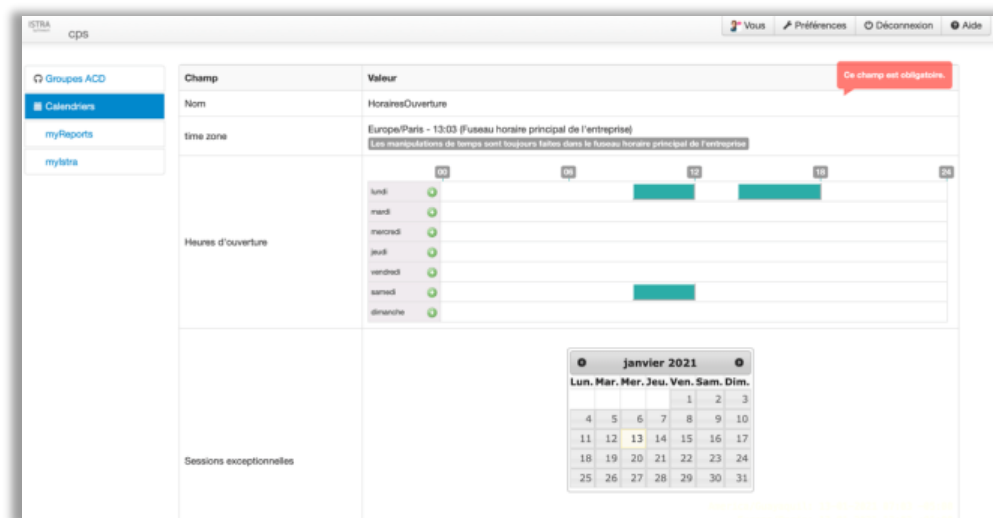 ISTRA
cps
Vous
Préférences
Déconnexion
Aide
Groupes ACD
Calendriers
myReports
myIstra
Champ
Valeur
Ce champ est obligatoire.
Nom
HorairesOuverture
time zone
Europe/Paris - 13:03 (Fuseau horaire principal de l'entreprise)
Les manipulations de temps sont toujours faites dans le fuseau horaire principal de l'entreprise
Heures d'ouverture
00 06 12 18 24
lundi
mardi
mercredi
jeudi
vendredi
samedi
dimanche
Sessions exceptionnelles
janvier 2021
Lun. Mar. Mer. Jeu. Ven. Sam. Dim.
1 2 3
4 5 6 7 8 9 10
11 12 13 14 15 16 17
18 19 20 21 22 23 24
25 26 27 28 29 30 31